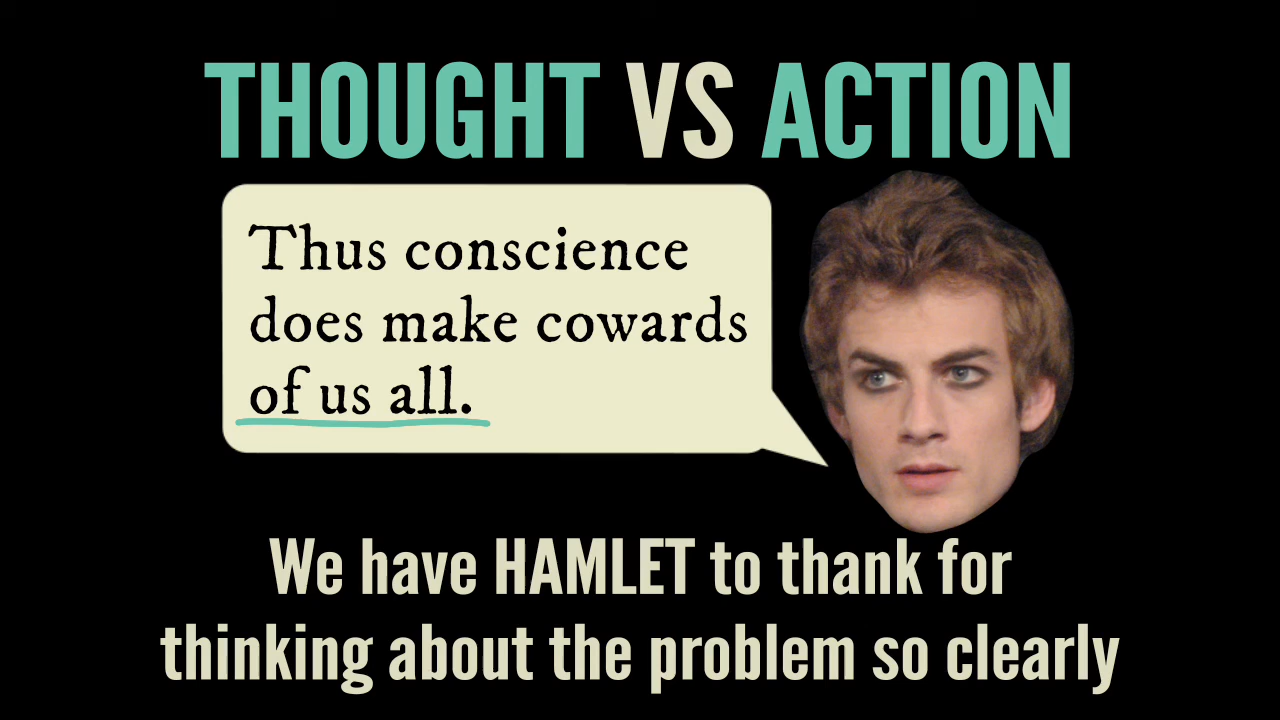 THOUGHT VS ACTION
Thus conscience
does make cowards
of us all.
We have HAMLET to thank for
thinking about the problem so clearly